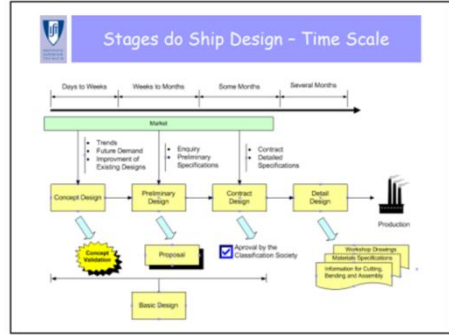 Stages do Ship Design – Time Scale
Days to Weeks
Weeks to Months
Some Months
Several Months
Market
• Trends
• Future Demand
• Improvment of
Existing Designs
• Enquiry
• Preliminary
Specifications
• Contract
• Detailed
Specifications
Concept Design
Preliminary
Design
Contract
Design
Detail
Design
Production
Concept
Validation
Proposal
Aproval by the
Classification Society
Workshop Drawings
Materials Specifications
Information for Cutting,
Bending and Assembly
Basic Design